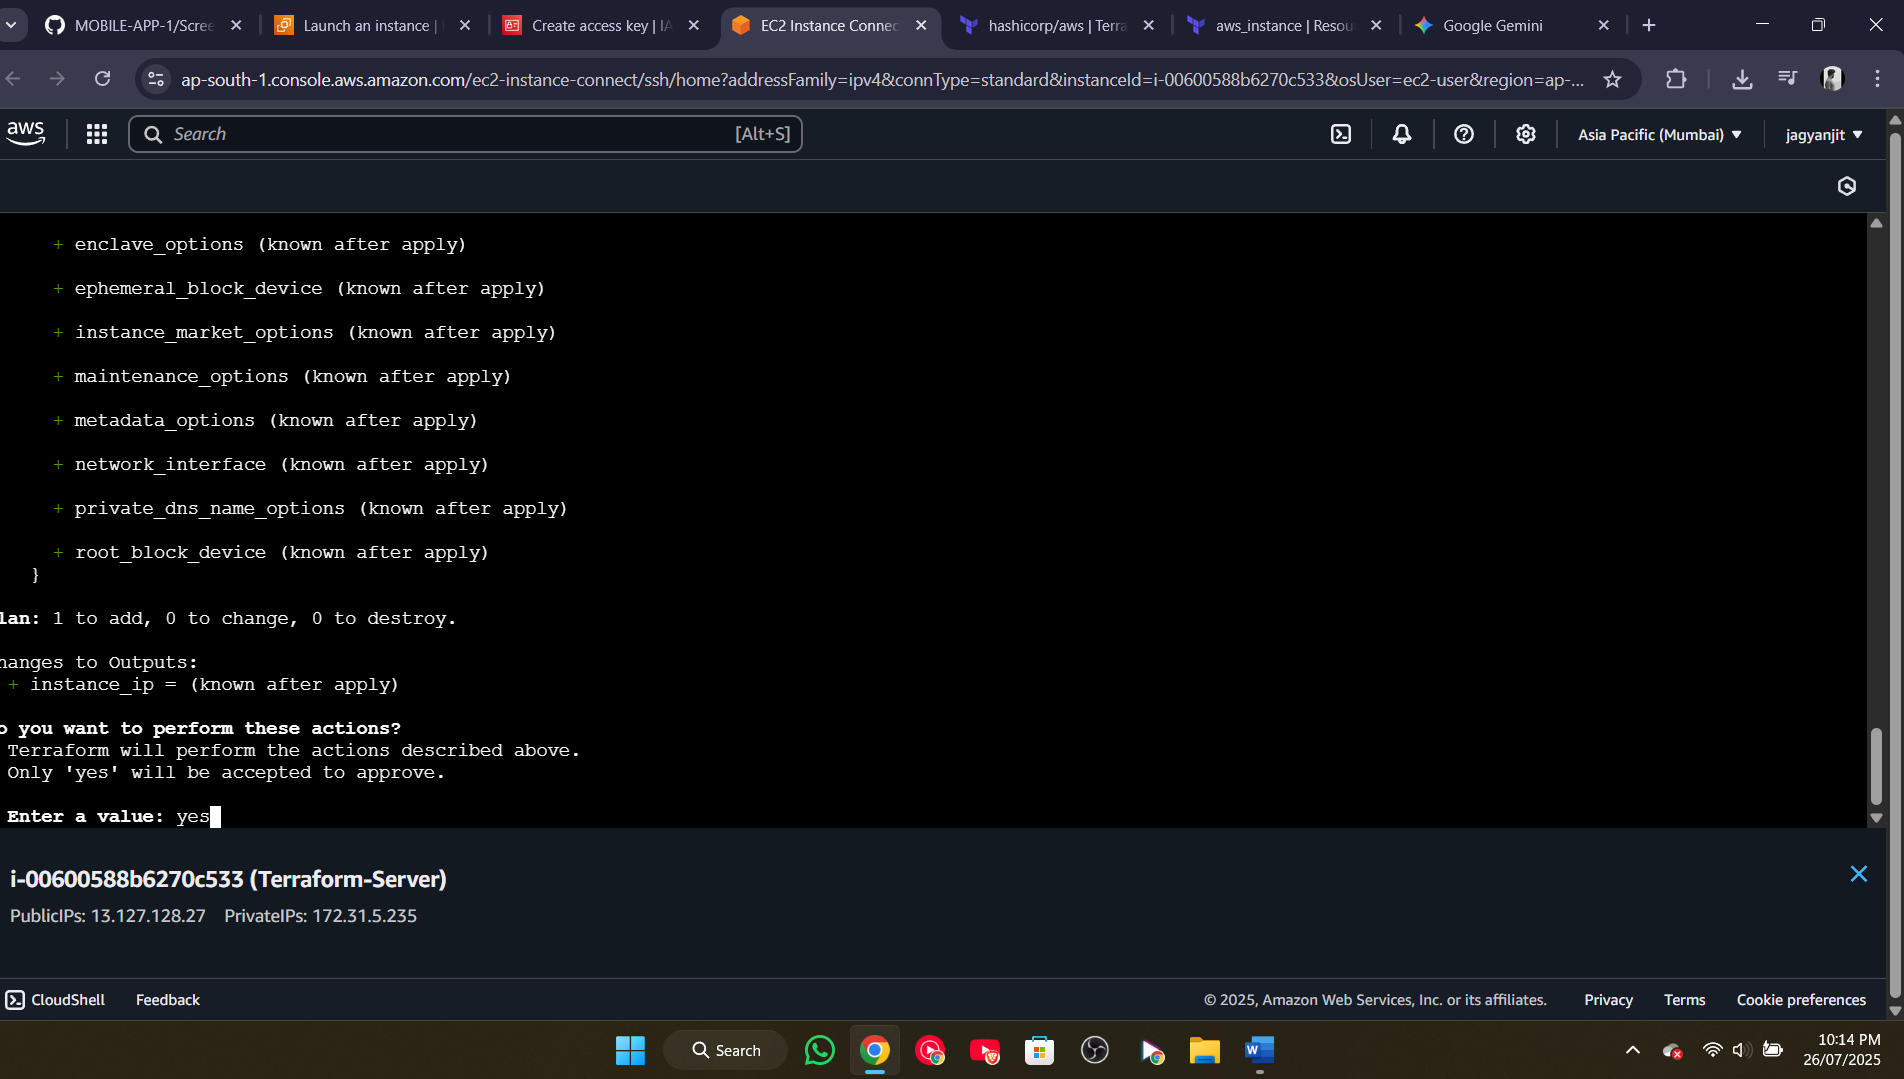 MOBILE-APP-1/Scree
Launch an instance |
Create access key | IA
EC2 Instance Connec
hashicorp/aws | Terra
aws_instance | Resou
Google Gemini
ap-south-1.console.aws.amazon.com/ec2-instance-connect/ssh/home?addressFamily=ipv4&connType=standard&instanceId=i-00600588b6270c533&osUser=ec2-user&region=ap-...
aws
Search
[Alt+S]
Asia Pacific (Mumbai)
jagyanjit
+ enclave_options (known after apply)
+ ephemeral_block_device (known after apply)
+ instance_market_options (known after apply)
+ maintenance_options (known after apply)
+ metadata_options (known after apply)
+ network_interface (known after apply)
+ private_dns_name_options (known after apply)
+ root_block_device (known after apply)
}
lan: 1 to add, 0 to change, 0 to destroy.
hanges to Outputs:
+ instance_ip = (known after apply)
o you want to perform these actions?
Terraform will perform the actions described above.
Only 'yes' will be accepted to approve.
Enter a value: yes
i-00600588b6270c533 (Terraform-Server)
PublicIPs: 13.127.128.27 PrivateIPs: 172.31.5.235
CloudShell
Feedback
© 2025, Amazon Web Services, Inc. or its affiliates.
Privacy
Terms
Cookie preferences
Search
10:14 PM
26/07/2025